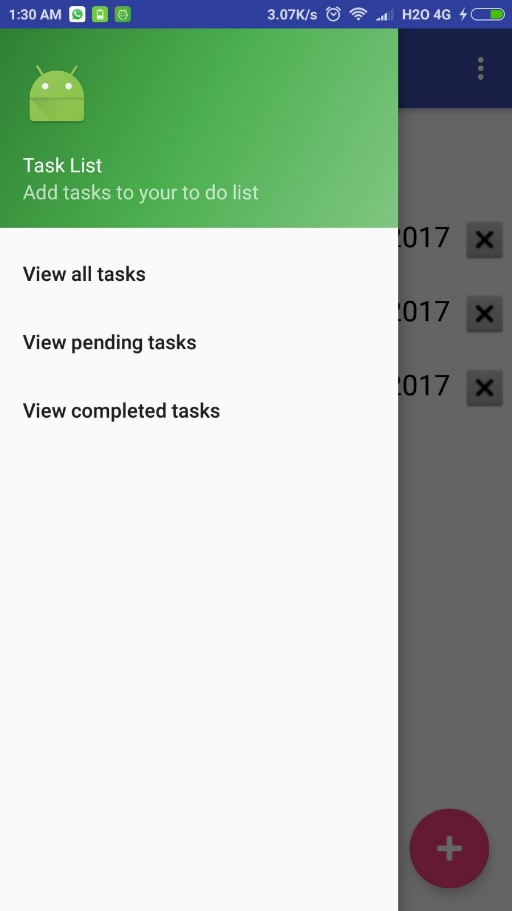 1:30 AM 3.07K/s H2O 4G
Task List
Add tasks to your to do list
2017
View all tasks
2017
View pending tasks
2017
View completed tasks